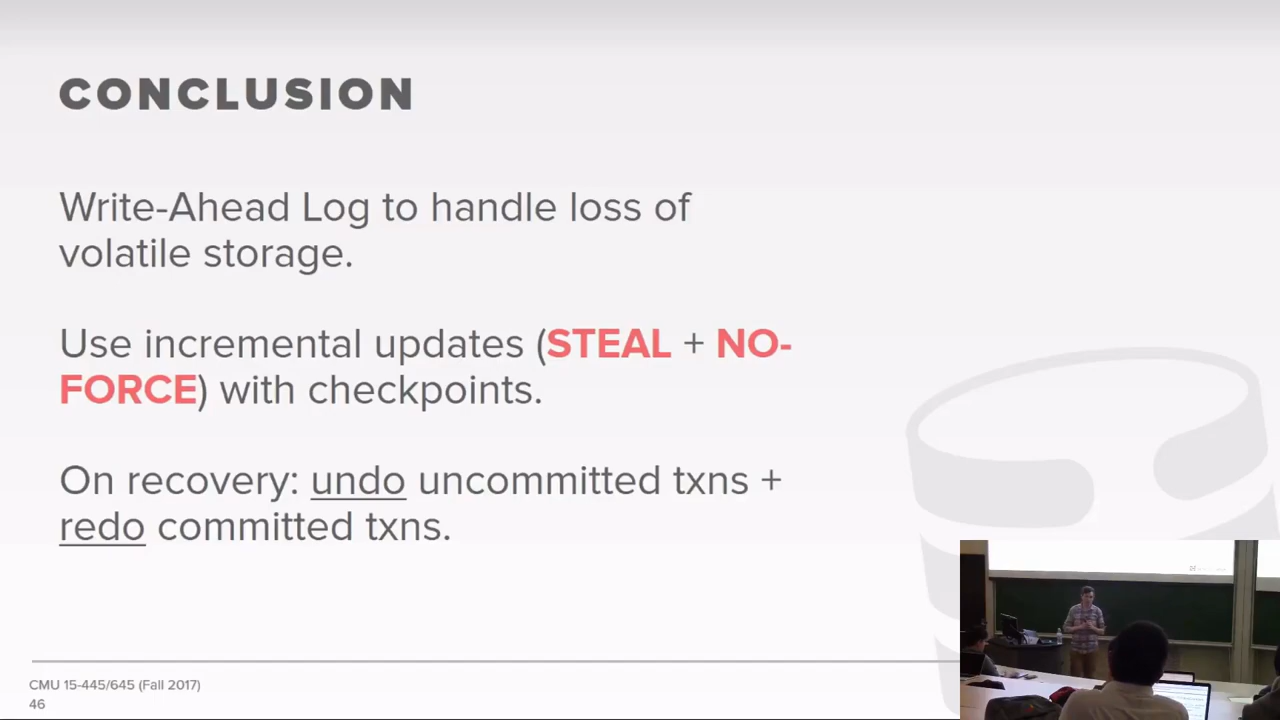 CONCLUSION
Write-Ahead Log to handle loss of
volatile storage.
Use incremental updates (STEAL + NO-
FORCE) with checkpoints.
On recovery: undo uncommitted txns +
redo committed txns.
CMU 15-445/645 (Fall 2017)
46